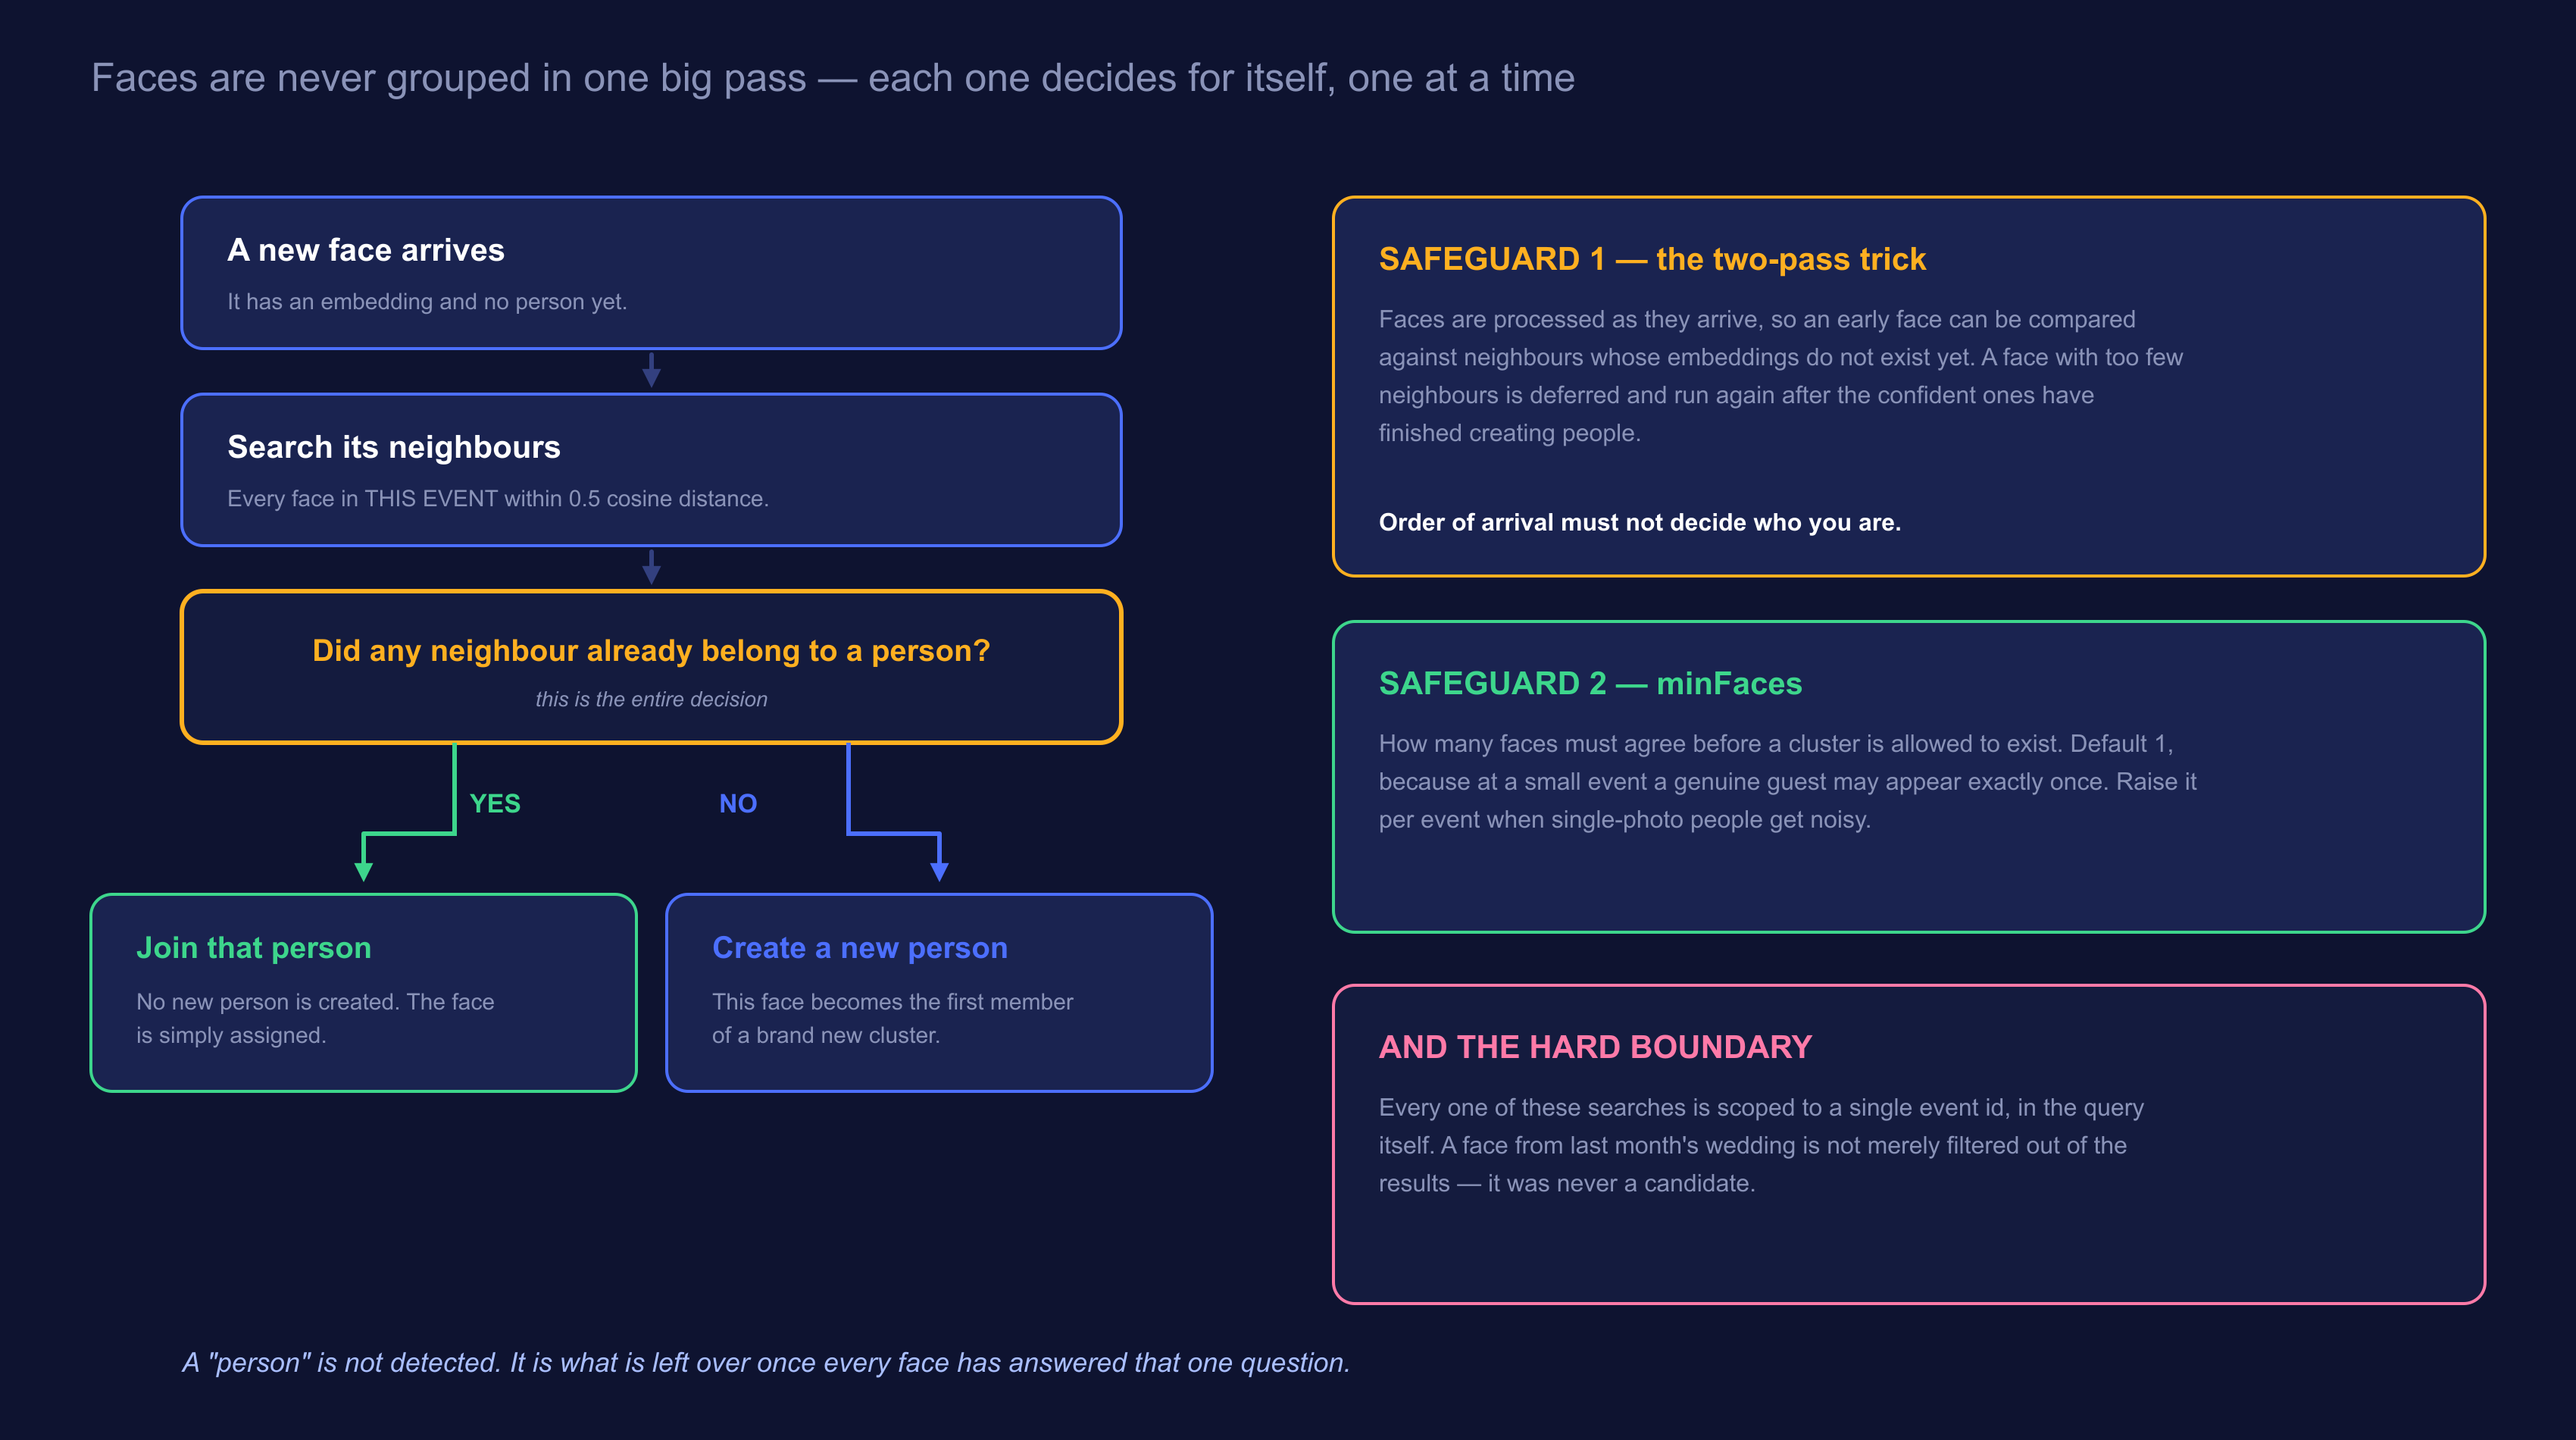 Faces are never grouped in one big pass — each one decides for itself, one at a time
A new face arrives
It has an embedding and no person yet.
Search its neighbours
Every face in THIS EVENT within 0.5 cosine distance.
Did any neighbour already belong to a person?
this is the entire decision
YES
NO
Join that person
No new person is created. The face
is simply assigned.
Create a new person
This face becomes the first member
of a brand new cluster.
SAFEGUARD 1 — the two-pass trick
Faces are processed as they arrive, so an early face can be compared
against neighbours whose embeddings do not exist yet. A face with too few
neighbours is deferred and run again after the confident ones have
finished creating people.
Order of arrival must not decide who you are.
SAFEGUARD 2 — minFaces
How many faces must agree before a cluster is allowed to exist. Default 1,
because at a small event a genuine guest may appear exactly once. Raise it
per event when single-photo people get noisy.
AND THE HARD BOUNDARY
Every one of these searches is scoped to a single event id, in the query
itself. A face from last month's wedding is not merely filtered out of the
results — it was never a candidate.
A "person" is not detected. It is what is left over once every face has answered that one question.